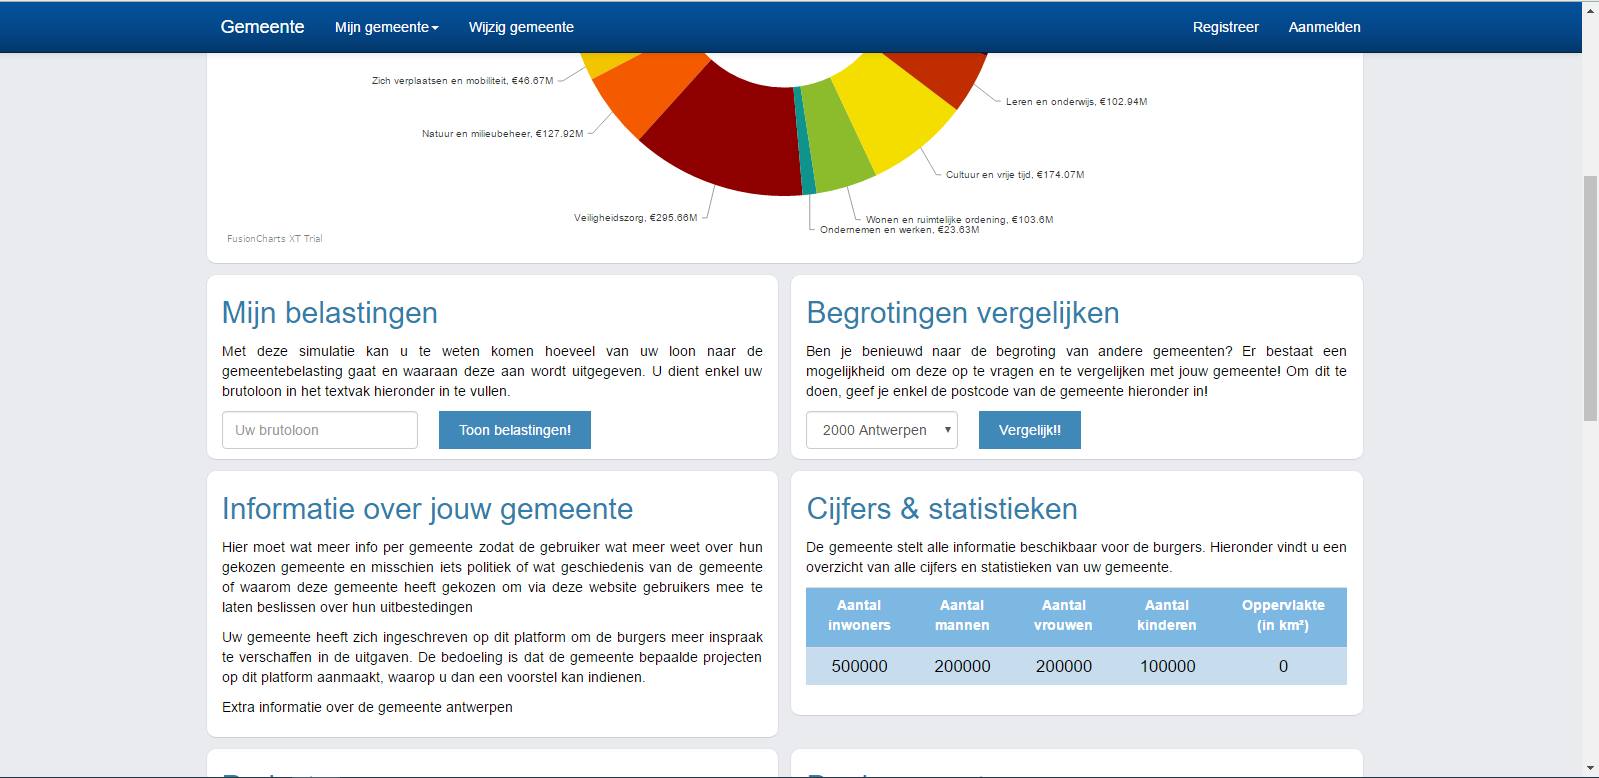 Gemeente Mijn gemeente Wijzig gemeente Registreer Aanmelden
Zich verplaatsen en mobiliteit, €46.67M
Leren en onderwijs, €102.94M
Natuur en milieubeheer, €127.92M
Cultuur en vrije tijd, €174.07M
Veiligheidszorg, €295.66M
Wonen en ruimtelijke ordening, €103.6M
Ondernemen en werken, €23.63M
FusionCharts XT Trial
Mijn belastingen
Met deze simulatie kan u te weten komen hoeveel van uw loon naar de
gemeentebelasting gaat en waaraan deze aan wordt uitgegeven. U dient enkel uw
brutoloon in het textvak hieronder in te vullen.
Uw brutoloon Toon belastingen!
Begrotingen vergelijken
Ben je benieuwd naar de begroting van andere gemeenten? Er bestaat een
mogelijkheid om deze op te vragen en te vergelijken met jouw gemeente! Om dit te
doen, geef je enkel de postcode van de gemeente hieronder in!
2000 Antwerpen Vergelijk!!
Informatie over jouw gemeente
Hier moet wat meer info per gemeente zodat de gebruiker wat meer weet over hun
gekozen gemeente en misschien iets politiek of wat geschiedenis van de gemeente
of waarom deze gemeente heeft gekozen om via deze website gebruikers mee te
laten beslissen over hun uitbestedingen
Uw gemeente heeft zich ingeschreven op dit platform om de burgers meer inspraak
te verschaffen in de uitgaven. De bedoeling is dat de gemeente bepaalde projecten
op dit platform aanmaakt, waarop u dan een voorstel kan indienen.
Extra informatie over de gemeente antwerpen
Cijfers & statistieken
De gemeente stelt alle informatie beschikbaar voor de burgers. Hieronder vindt u een
overzicht van alle cijfers en statistieken van uw gemeente.
Aantal Aantal Aantal Aantal Oppervlakte
inwoners mannen vrouwen kinderen (in km²)
500000 200000 200000 100000 0